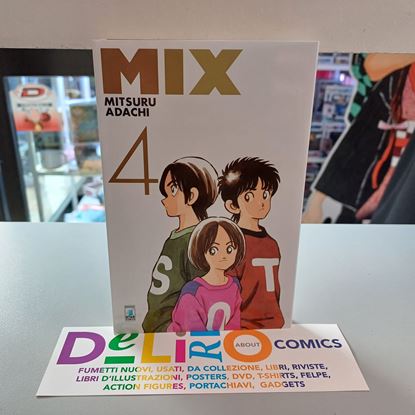 MIX
MITSURU
ADACHI
4
S O T
DeLiRiO ABOUT COMICS
FUMETTI NUOVI, USATI, DA COLLEZIONE, LIBRI, RIVISTE,
LIBRI D'ILLUSTRAZIONI, POSTERS, DVD, T-SHIRTS, FELPE,
ACTION FIGURES, PORTACHIAVI, GADGETS